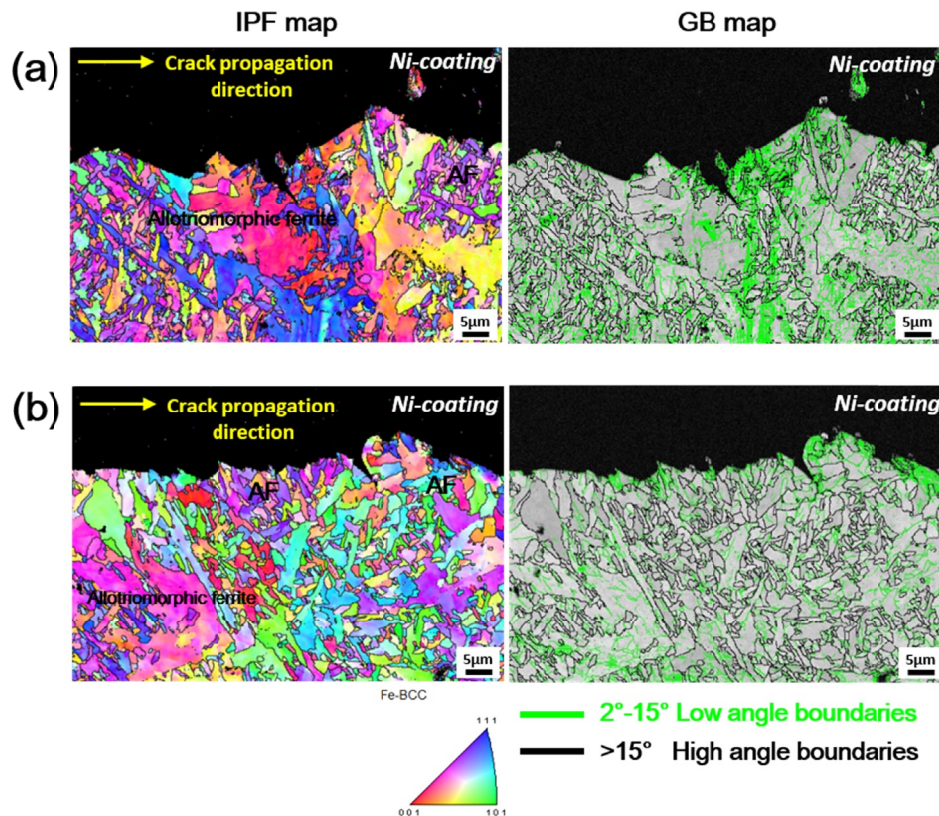 IPF map
GB map
(a)
Crack propagation
direction
Ni-coating
Ni-coating
AF
Allotriomorphic ferrite
5μm
5μm
(b)
Crack propagation
direction
Ni-coating
Ni-coating
AF
AF
Allotriomorphic ferrite
5μm
5μm
Fe-BCC
111
001
101
2°-15° Low angle boundaries
>15° High angle boundaries